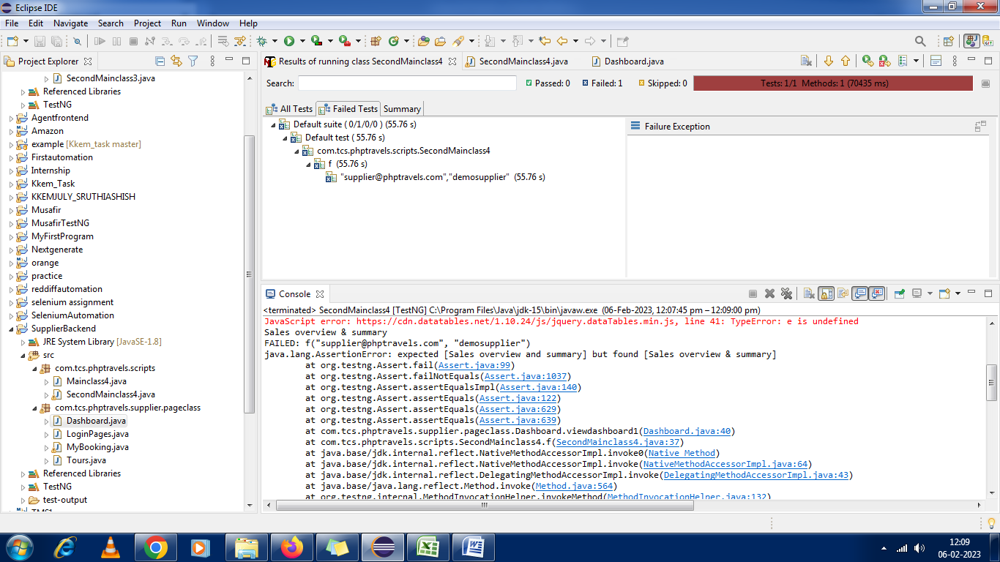 Eclipse IDE
File Edit Navigate Search Project Run Window Help
Project Explorer
SecondMainclass3.java
Referenced Libraries
TestNG
Agentfrontend
Amazon
example [Kkem_task master]
Firstautomation
Internship
Kkem_Task
KKEMJULY_SRUTHIASHISH
Musafir
MusafirTestNG
MyFirstProgram
Nextgenerate
orange
practice
reddiffautomation
selenium assignment
SeleniumAutomation
SupplierBackend
JRE System Library [JavaSE-1.8]
src
com.tcs.phptravels.scripts
Mainclass4.java
SecondMainclass4.java
com.tcs.phptravels.supplier.pageclass
Dashboard.java
LoginPages.java
MyBooking.java
Tours.java
Referenced Libraries
TestNG
test-output
Results of running class SecondMainclass4 SecondMainclass4.java Dashboard.java
Search: Passed: 0 Failed: 1 Skipped: 0 Tests: 1/1 Methods: 1 (70435 ms)
All Tests Failed Tests Summary
Default suite ( 0/1/0/0 ) (55.76 s)
Default test ( 55.76 s)
com.tcs.phptravels.scripts.SecondMainclass4
f (55.76 s)
"supplier@phptravels.com","demosupplier" (55.76 s)
Failure Exception
Console
<terminated> SecondMainclass4 [TestNG] C:\Program Files\Java\jdk-15\bin\javaw.exe (06-Feb-2023, 12:07:45 pm – 12:09:00 pm)
JavaScript error: https://cdn.datatables.net/1.10.24/js/jquery.dataTables.min.js, line 41: TypeError: e is undefined
Sales overview & summary
FAILED: f("supplier@phptravels.com", "demosupplier")
java.lang.AssertionError: expected [Sales overview and summary] but found [Sales overview & summary]
at org.testng.Assert.fail(Assert.java:99)
at org.testng.Assert.failNotEquals(Assert.java:1037)
at org.testng.Assert.assertEqualsImpl(Assert.java:140)
at org.testng.Assert.assertEquals(Assert.java:122)
at org.testng.Assert.assertEquals(Assert.java:629)
at org.testng.Assert.assertEquals(Assert.java:639)
at com.tcs.phptravels.supplier.pageclass.Dashboard.viewdashboard1(Dashboard.java:40)
at com.tcs.phptravels.scripts.SecondMainclass4.f(SecondMainclass4.java:37)
at java.base/jdk.internal.reflect.NativeMethodAccessorImpl.invoke0(Native Method)
at java.base/jdk.internal.reflect.NativeMethodAccessorImpl.invoke(NativeMethodAccessorImpl.java:64)
at java.base/jdk.internal.reflect.DelegatingMethodAccessorImpl.invoke(DelegatingMethodAccessorImpl.java:43)
at java.base/java.lang.reflect.Method.invoke(Method.java:564)
at org.testng.internal.MethodInvocationHelper.invokeMethod(MethodInvocationHelper.java:132)
12:09
06-02-2023